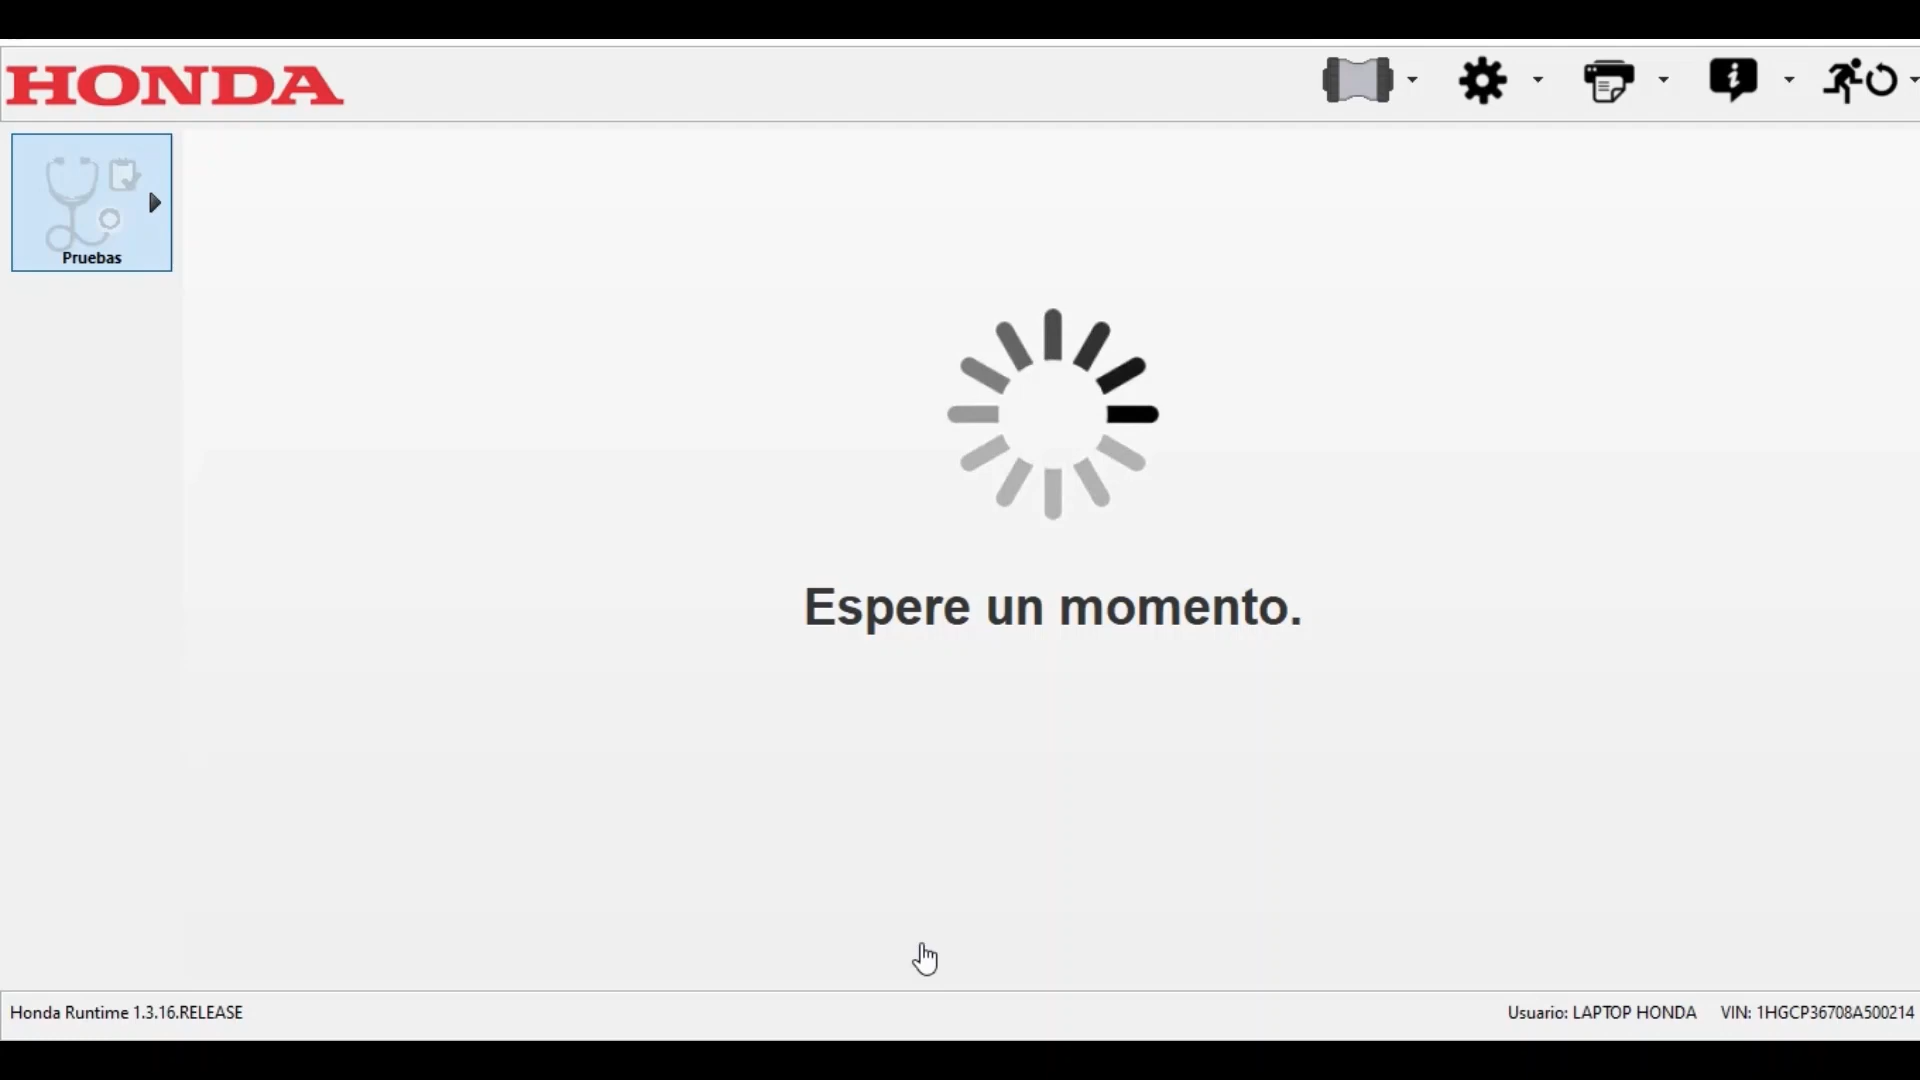 HONDA
Pruebas
Espere un momento.
Honda Runtime 1.3.16.RELEASE
Usuario: LAPTOP HONDA VIN: 1HGCP36708A500214